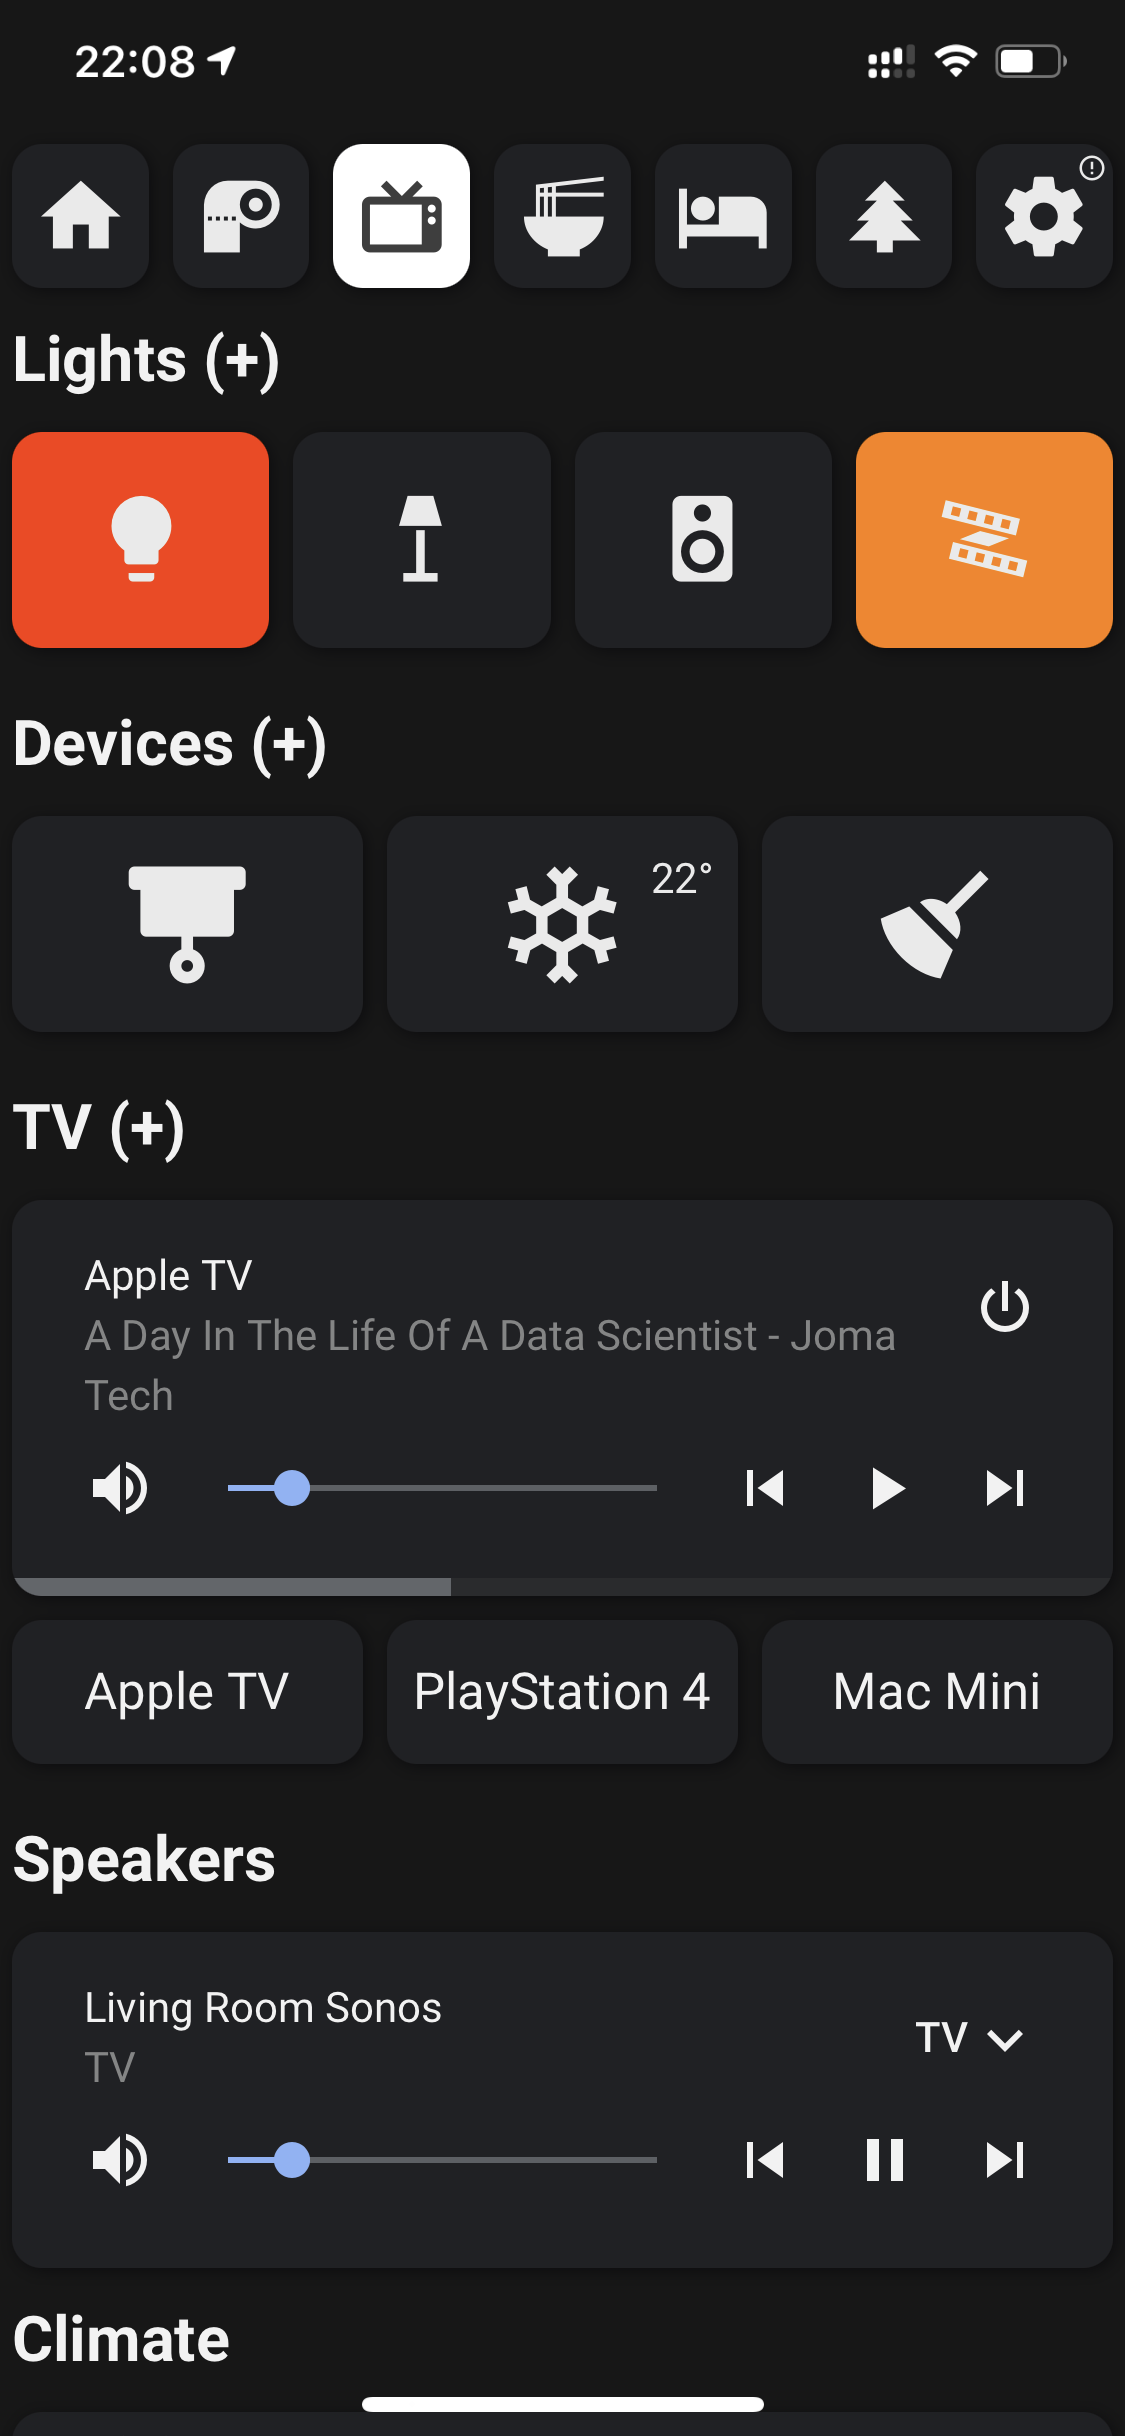 22:08
Lights (+)
Devices (+)
22°
TV (+)
Apple TV
A Day In The Life Of A Data Scientist - Joma
Tech
Apple TV
PlayStation 4
Mac Mini
Speakers
Living Room Sonos
TV
TV
Climate